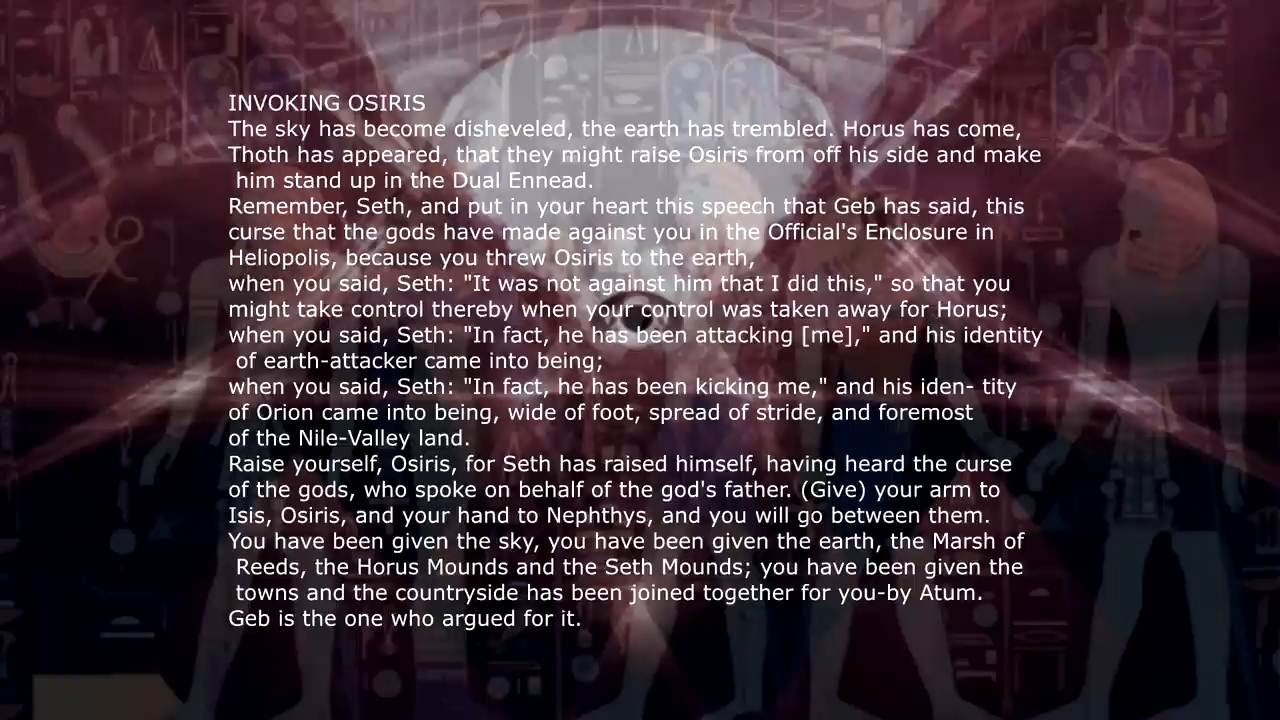 INVOKING OSIRIS
The sky has become disheveled, the earth has trembled. Horus has come,
Thoth has appeared, that they might raise Osiris from off his side and make
him stand up in the Dual Ennead.
Remember, Seth, and put in your heart this speech that Geb has said, this
curse that the gods have made against you in the Official's Enclosure in
Heliopolis, because you threw Osiris to the earth,
when you said, Seth: "It was not against him that I did this," so that you
might take control thereby when your control was taken away for Horus;
when you said, Seth: "In fact, he has been attacking [me]," and his identity
of earth-attacker came into being;
when you said, Seth: "In fact, he has been kicking me," and his iden- tity
of Orion came into being, wide of foot, spread of stride, and foremost
of the Nile-Valley land.
Raise yourself, Osiris, for Seth has raised himself, having heard the curse
of the gods, who spoke on behalf of the god's father. (Give) your arm to
Isis, Osiris, and your hand to Nephthys, and you will go between them.
You have been given the sky, you have been given the earth, the Marsh of
Reeds, the Horus Mounds and the Seth Mounds; you have been given the
towns and the countryside has been joined together for you-by Atum.
Geb is the one who argued for it.